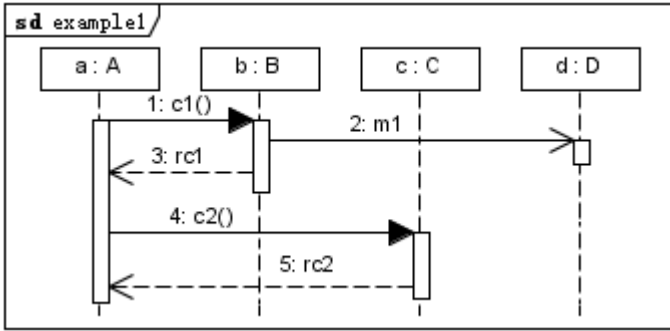 sd example1
a : A
b : B
c : C
d : D
1: c1()
2: m1
3: rc1
4: c2()
5: rc2